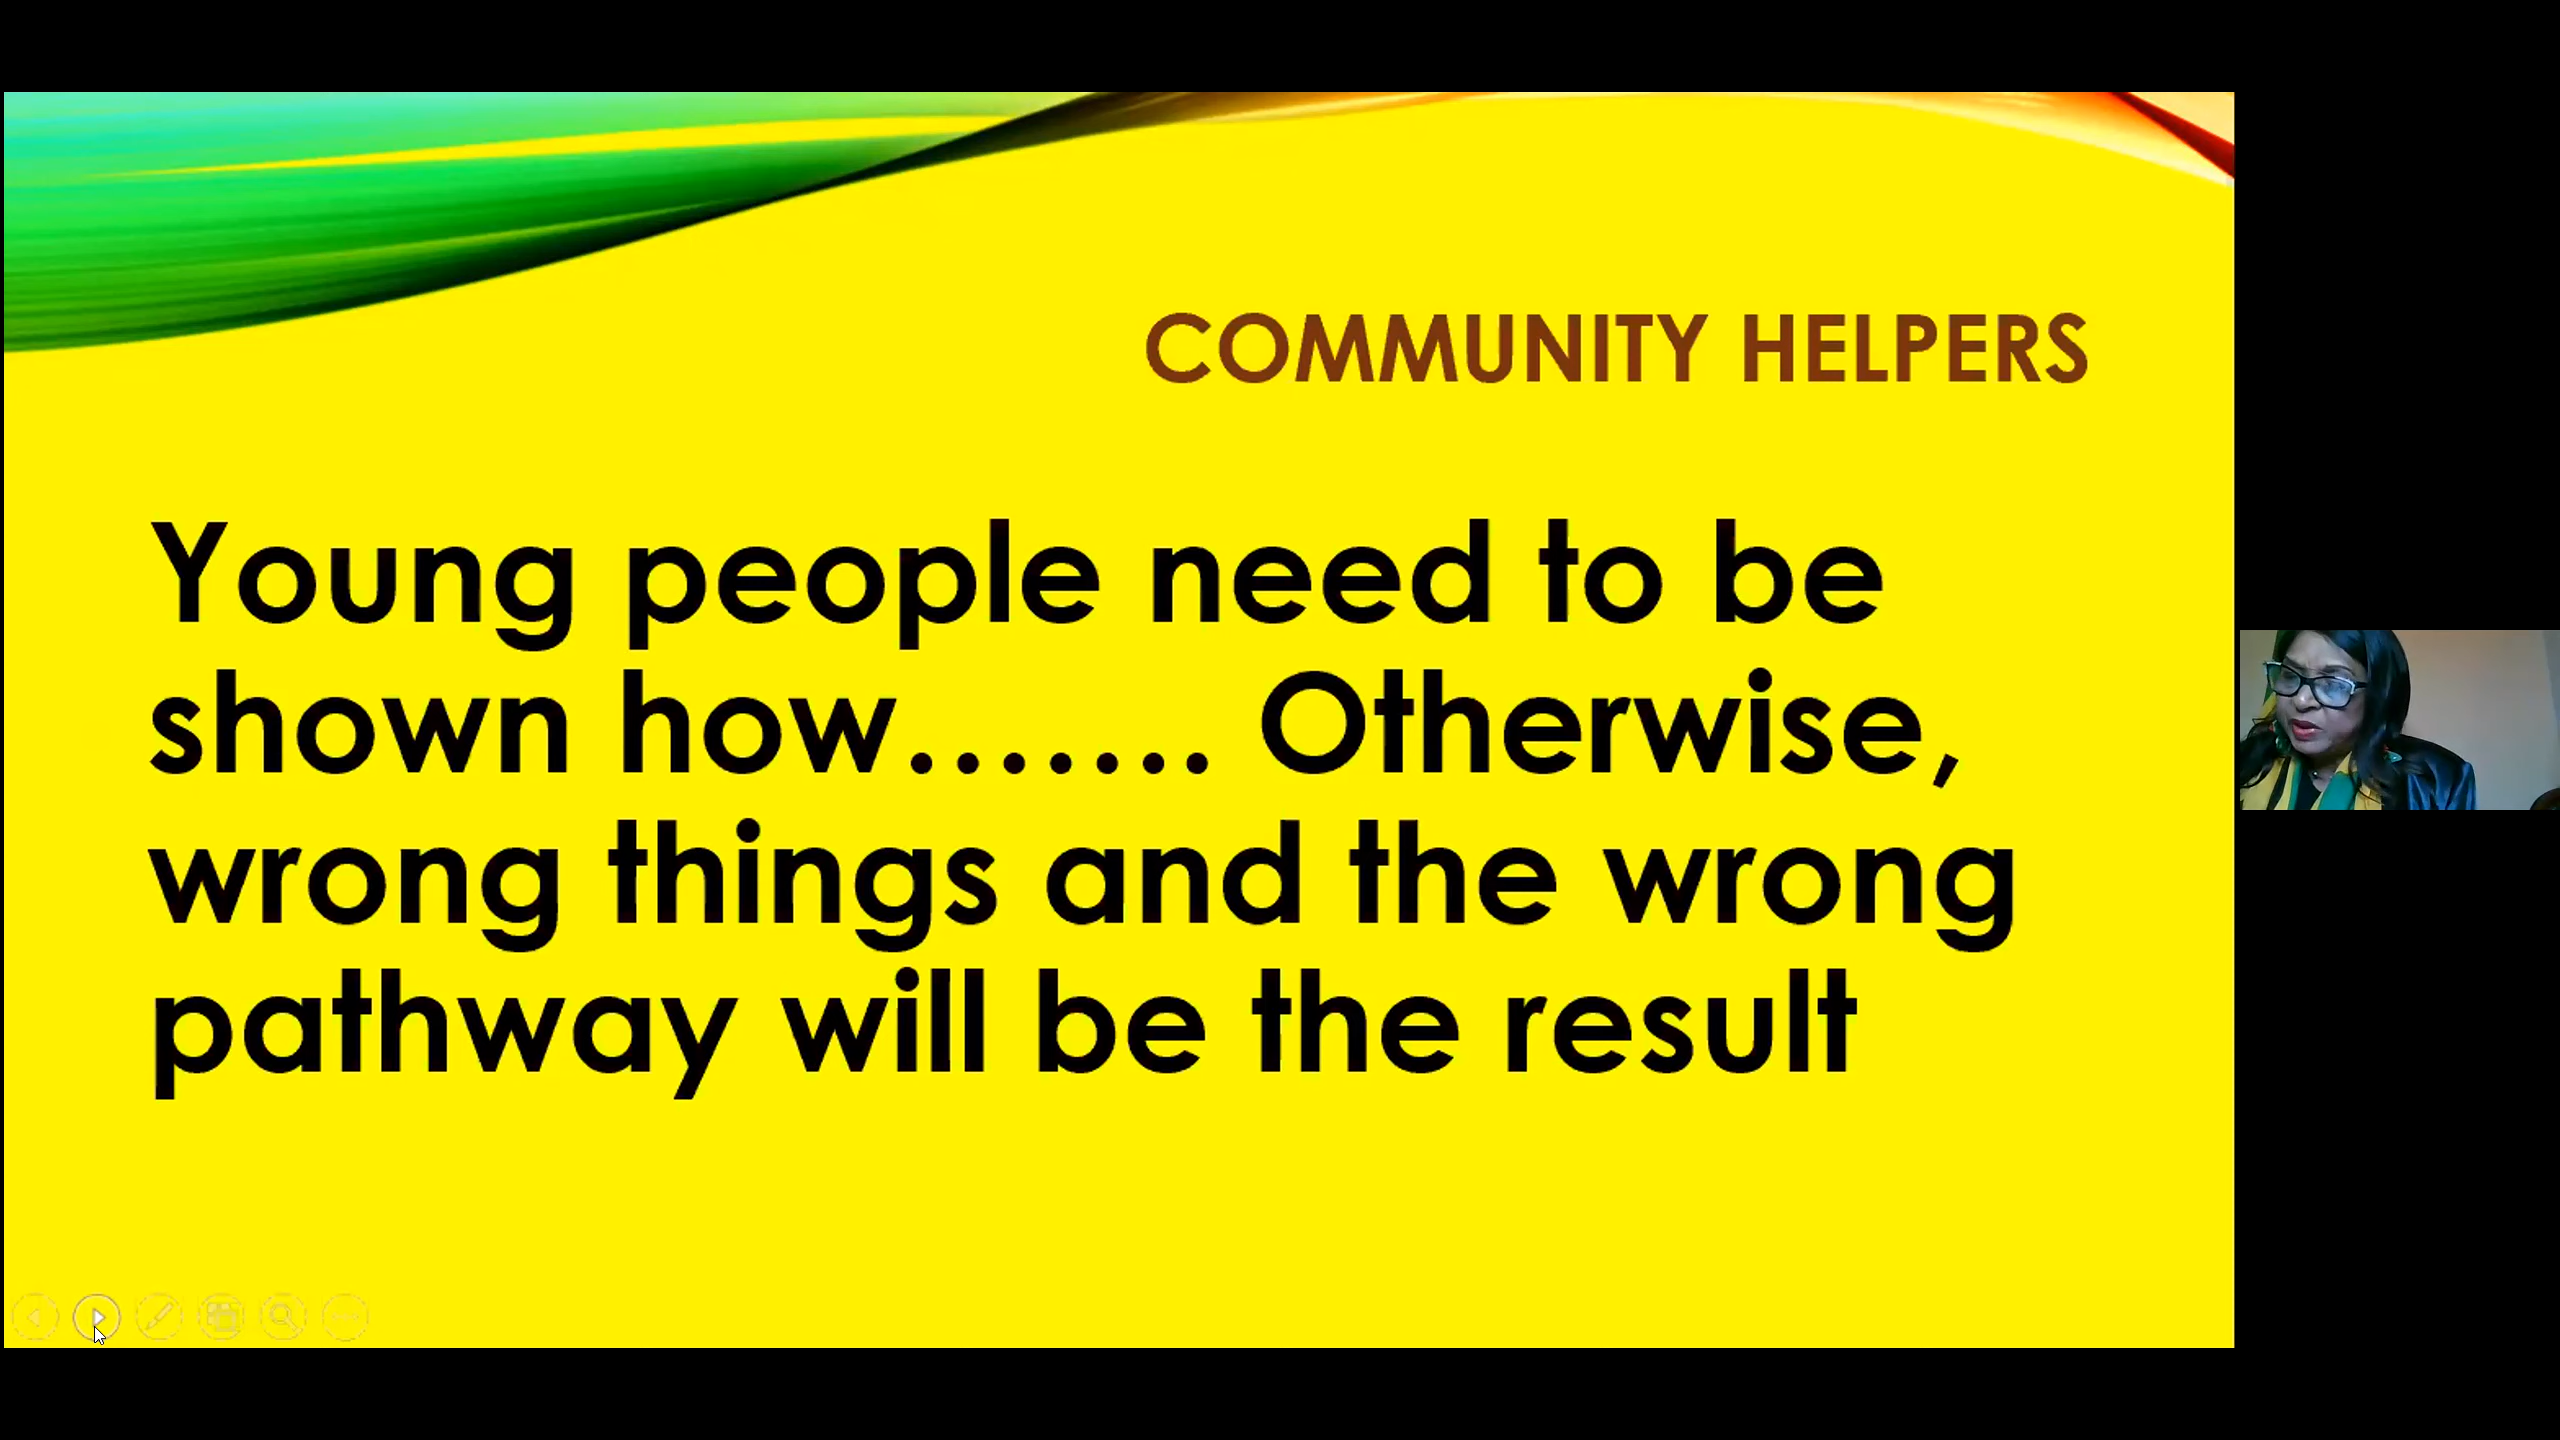 COMMUNITY HELPERS
Young people need to be
shown how....... Otherwise,
wrong things and the wrong
pathway will be the result